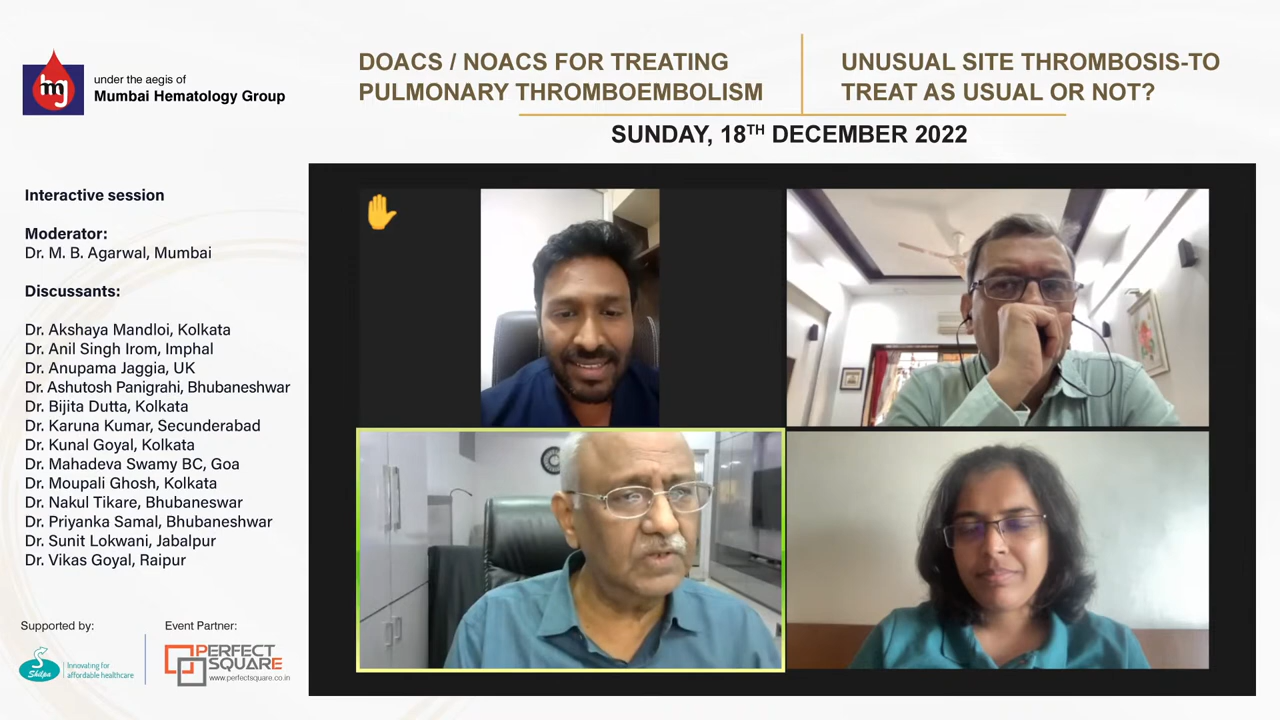 mg
under the aegis of
Mumbai Hematology Group
DOACS / NOACS FOR TREATING
PULMONARY THROMBOEMBOLISM
UNUSUAL SITE THROMBOSIS-TO
TREAT AS USUAL OR NOT?
SUNDAY, 18TH DECEMBER 2022
Interactive session
Moderator:
Dr. M. B. Agarwal, Mumbai
Discussants:
Dr. Akshaya Mandloi, Kolkata
Dr. Anil Singh Irom, Imphal
Dr. Anupama Jaggia, UK
Dr. Ashutosh Panigrahi, Bhubaneshwar
Dr. Bijita Dutta, Kolkata
Dr. Karuna Kumar, Secunderabad
Dr. Kunal Goyal, Kolkata
Dr. Mahadeva Swamy BC, Goa
Dr. Moupali Ghosh, Kolkata
Dr. Nakul Tikare, Bhubaneswar
Dr. Priyanka Samal, Bhubaneshwar
Dr. Sunit Lokwani, Jabalpur
Dr. Vikas Goyal, Raipur
Supported by:
Shilpa
Innovating for
affordable healthcare
Event Partner:
PERFECT
SQUARE
www.perfectsquare.co.in